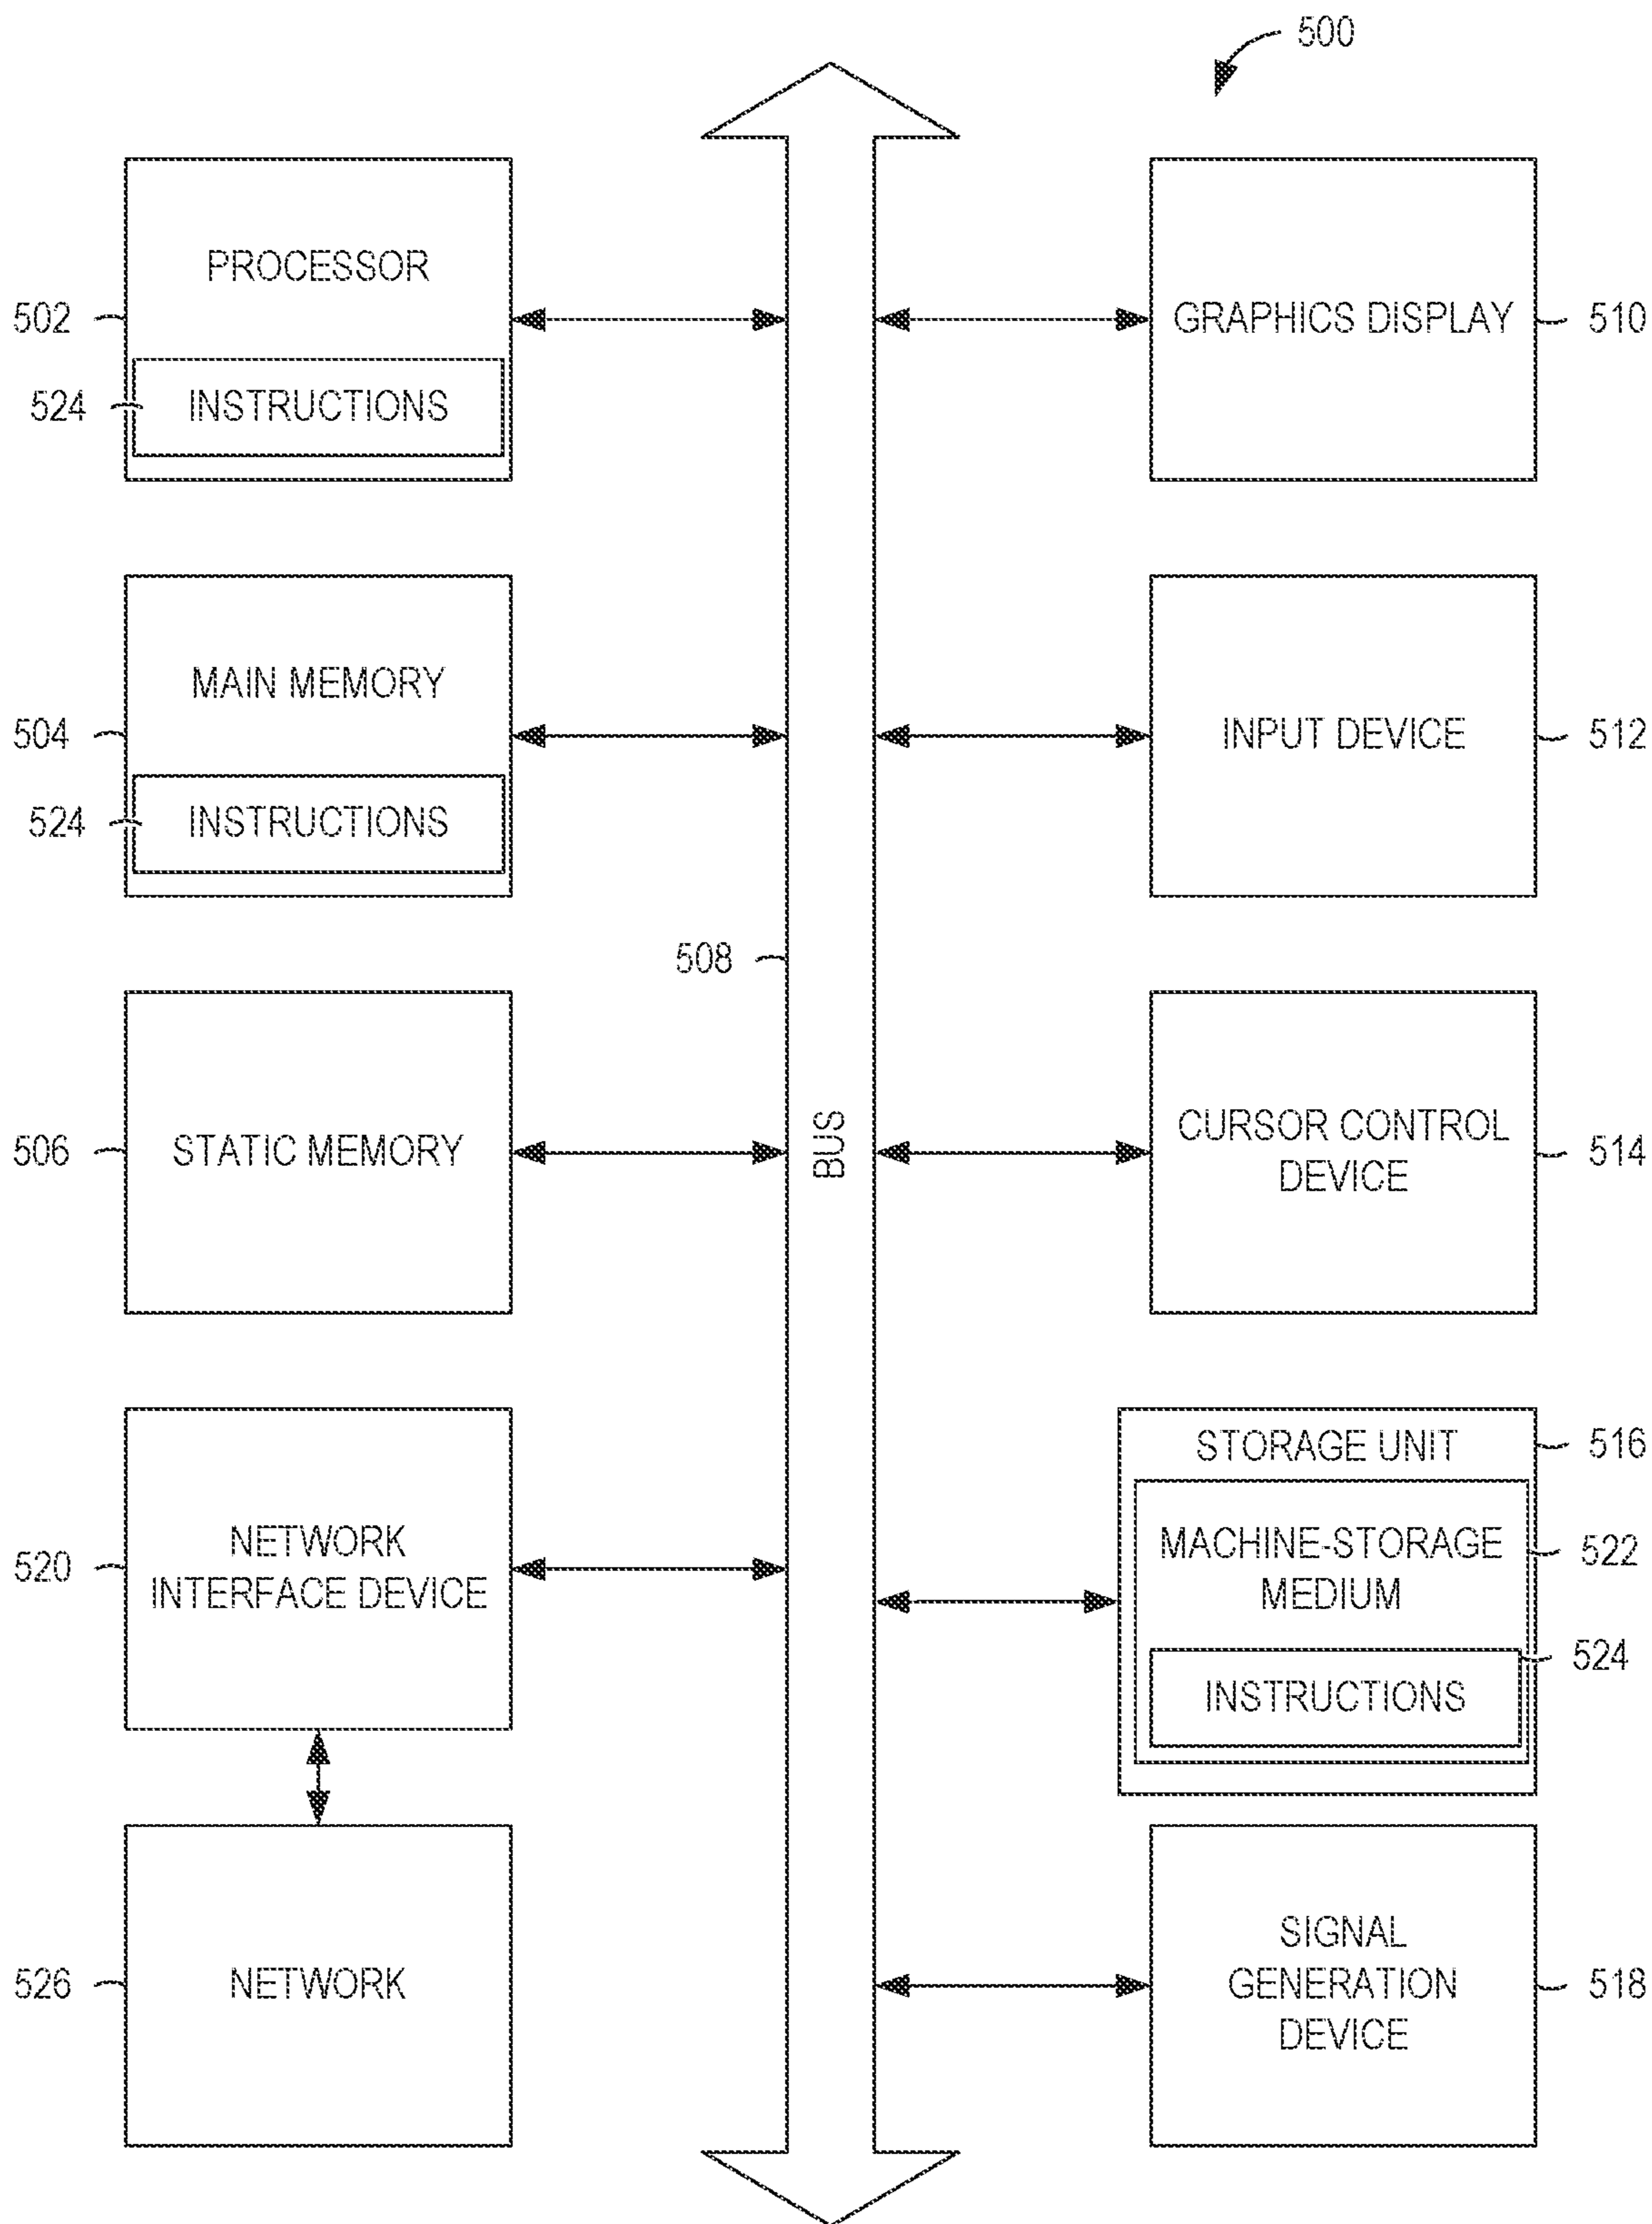 500
PROCESSOR
502
524
INSTRUCTIONS
GRAPHICS DISPLAY
510
MAIN MEMORY
504
524
INSTRUCTIONS
INPUT DEVICE
512
508
BUS
506
STATIC MEMORY
CURSOR CONTROL
DEVICE
514
520
NETWORK
INTERFACE DEVICE
STORAGE UNIT
516
MACHINE-STORAGE
MEDIUM
522
524
INSTRUCTIONS
526
NETWORK
SIGNAL
GENERATION
DEVICE
518